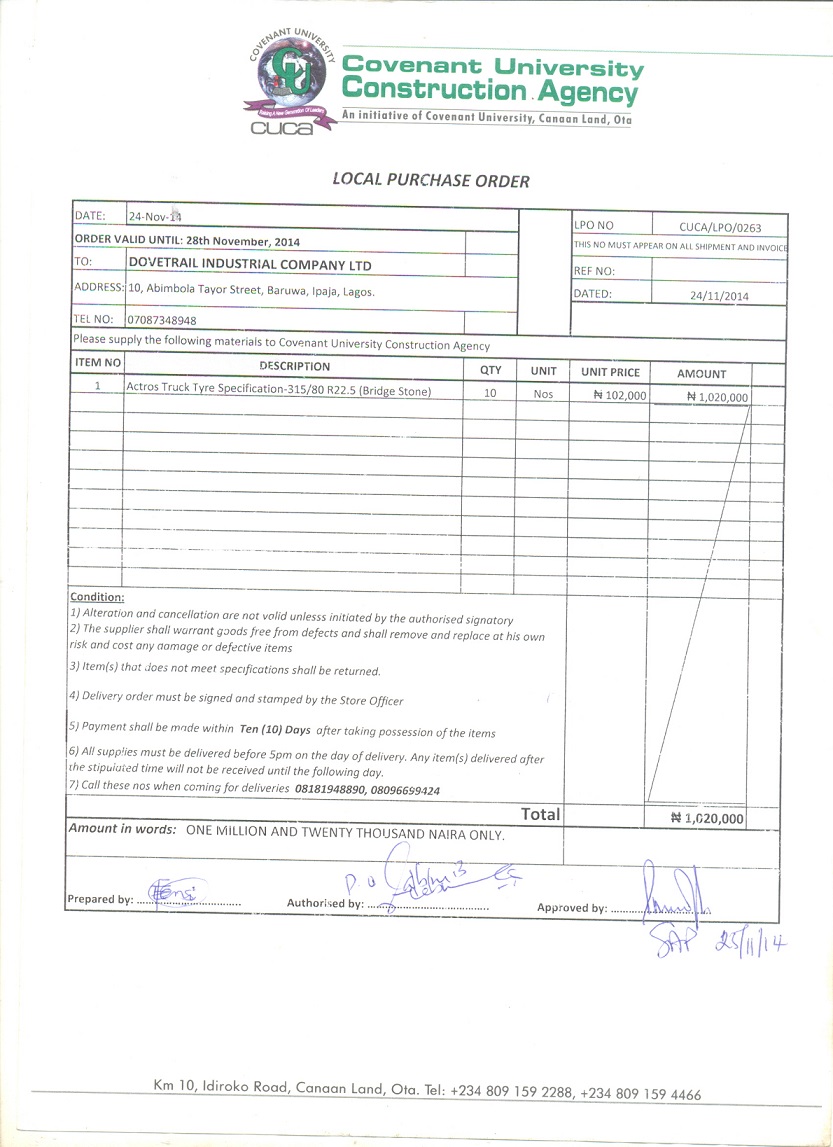 COVENANT UNIVERSITY
CU
Raising A New Generation Of Leaders
CUCA
Covenant University
Construction Agency
An initiative of Covenant University, Canaan Land, Ota
LOCAL PURCHASE ORDER
DATE: 24-Nov-14
LPO NO CUCA/LPO/0263
ORDER VALID UNTIL: 28th November, 2014
THIS NO MUST APPEAR ON ALL SHIPMENT AND INVOICE
TO: DOVETRAIL INDUSTRIAL COMPANY LTD
REF NO:
ADDRESS: 10, Abimbola Tayor Street, Baruwa, Ipaja, Lagos.
DATED: 24/11/2014
TEL NO: 07087348948
Please supply the following materials to Covenant University Construction Agency
ITEM NO DESCRIPTION QTY UNIT UNIT PRICE AMOUNT
1 Actros Truck Tyre Specification-315/80 R22.5 (Bridge Stone) 10 Nos ₦ 102,000 ₦ 1,020,000
Condition:
1) Alteration and cancellation are not valid unlesss initiated by the authorised signatory
2) The supplier shall warrant goods free from defects and shall remove and replace at his own
risk and cost any damage or defective items
3) Item(s) that does not meet specifications shall be returned.
4) Delivery order must be signed and stamped by the Store Officer
5) Payment shall be made within Ten (10) Days after taking possession of the items
6) All supplies must be delivered before 5pm on the day of delivery. Any item(s) delivered after
the stipulated time will not be received until the following day.
7) Call these nos when coming for deliveries 08181948890, 08096699424
Total ₦ 1,020,000
Amount in words: ONE MILLION AND TWENTY THOUSAND NAIRA ONLY.
Prepared by: ............................
Authorised by: ............................
Approved by: ............................
25/11/14
Km 10, Idiroko Road, Canaan Land, Ota. Tel: +234 809 159 2288, +234 809 159 4466